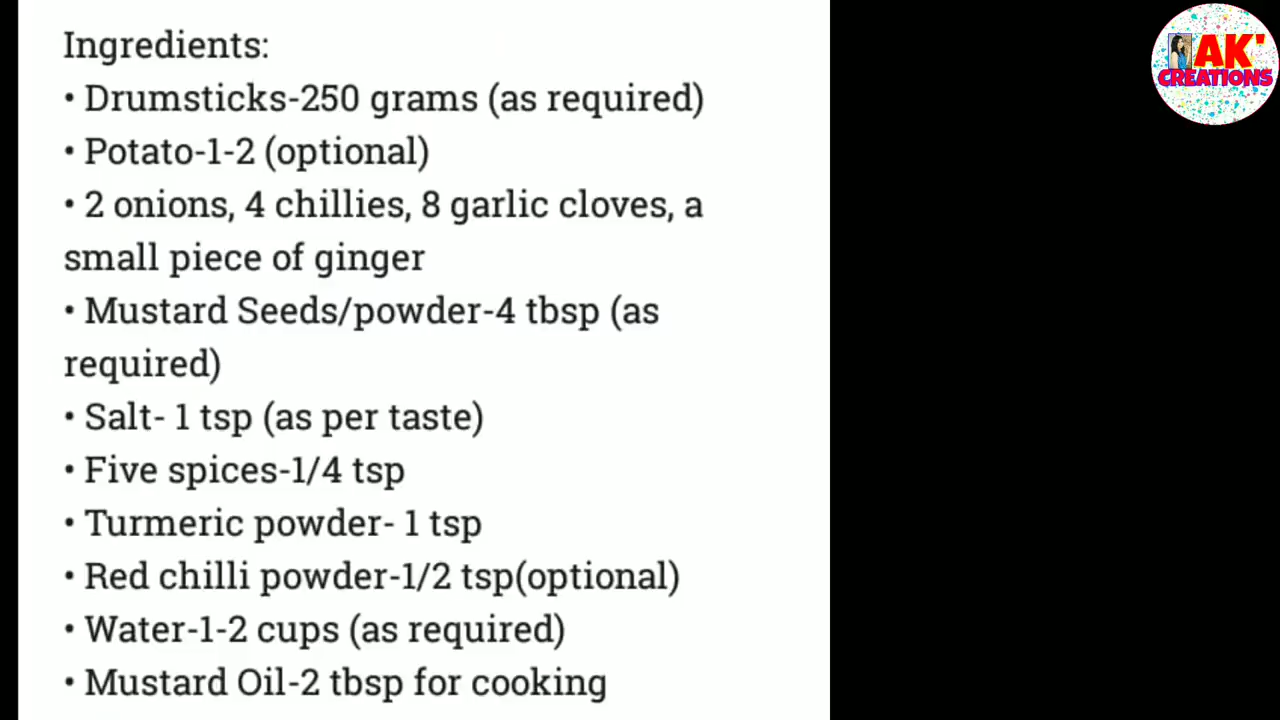 Ingredients:
• Drumsticks-250 grams (as required)
• Potato-1-2 (optional)
• 2 onions, 4 chillies, 8 garlic cloves, a
small piece of ginger
• Mustard Seeds/powder-4 tbsp (as
required)
• Salt- 1 tsp (as per taste)
• Five spices-1/4 tsp
• Turmeric powder- 1 tsp
• Red chilli powder-1/2 tsp(optional)
• Water-1-2 cups (as required)
• Mustard Oil-2 tbsp for cooking
AK'
CREATIONS